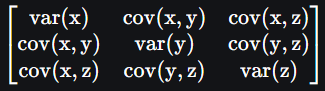 var(x) cov(x, y) cov(x, z)
cov(x, y) var(y) cov(y, z)
cov(x, z) cov(y, z) var(z)